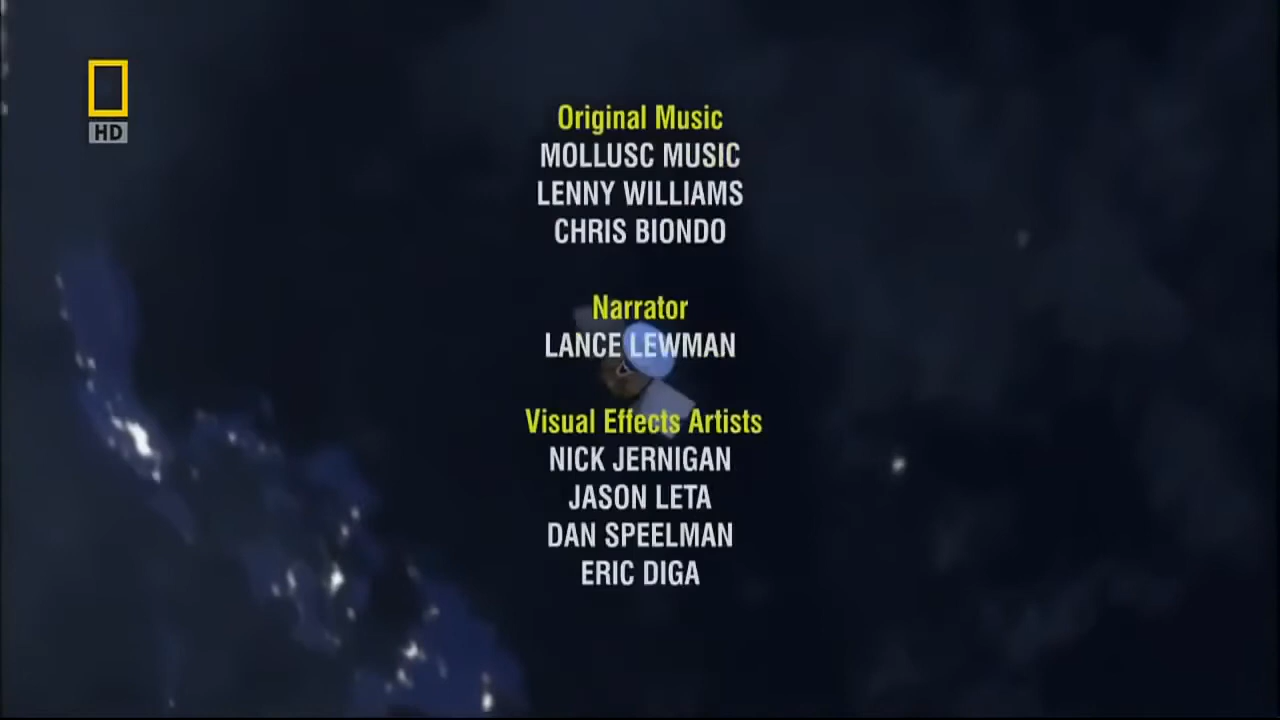 HD
Original Music
MOLLUSC MUSIC
LENNY WILLIAMS
CHRIS BIONDO
Narrator
LANCE LEWMAN
Visual Effects Artists
NICK JERNIGAN
JASON LETA
DAN SPEELMAN
ERIC DIGA